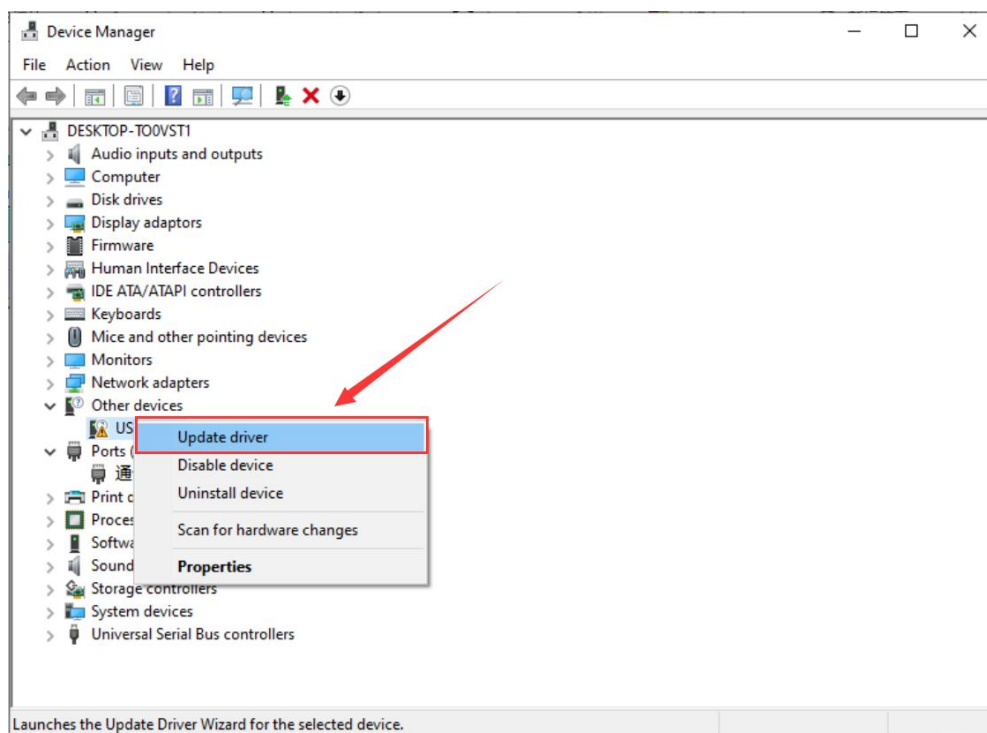 Device Manager
File Action View Help
DESKTOP-TO0VST1
Audio inputs and outputs
Computer
Disk drives
Display adaptors
Firmware
Human Interface Devices
IDE ATA/ATAPI controllers
Keyboards
Mice and other pointing devices
Monitors
Network adapters
Other devices
US
Update driver
Ports (
Disable device
通
Uninstall device
Print
Scan for hardware changes
Sound
Properties
Storage controllers
System devices
Universal Serial Bus controllers
Launches the Update Driver Wizard for the selected device.